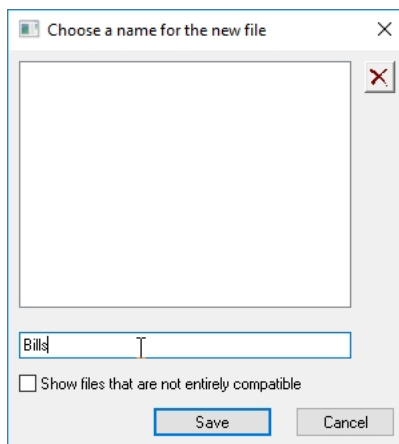 Choose a name for the new file
Bills
Show files that are not entirely compatible
Save Cancel